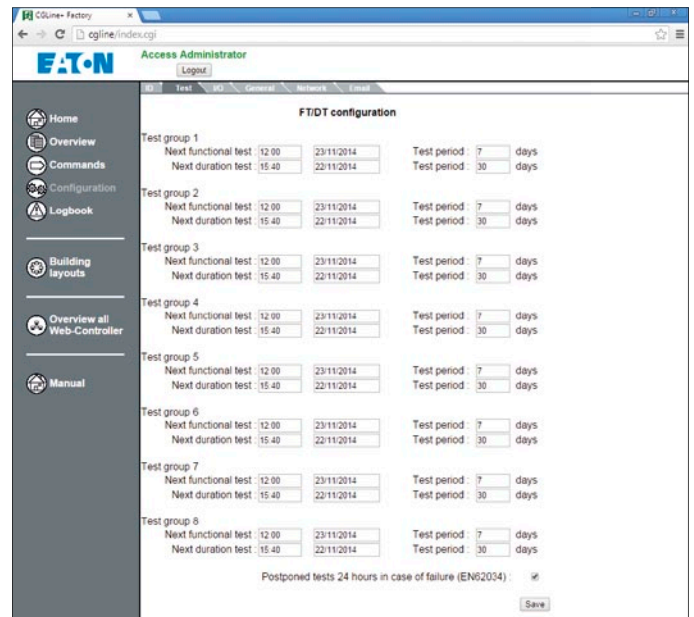 CGLine+ Factory
cgline/index.cgi
EATON
Access Administrator
Logout
ID Test I/O General Network Email
Home
Overview
Commands
Configuration
Logbook
Building
layouts
Overview all
Web-Controller
Manual
FT/DT configuration
Test group 1
Next functional test : 12:00 23/11/2014 Test period : 7 days
Next duration test : 15:40 22/11/2014 Test period : 30 days
Test group 2
Next functional test : 12:00 23/11/2014 Test period : 7 days
Next duration test : 15:40 22/11/2014 Test period : 30 days
Test group 3
Next functional test : 12:00 23/11/2014 Test period : 7 days
Next duration test : 15:40 22/11/2014 Test period : 30 days
Test group 4
Next functional test : 12:00 23/11/2014 Test period : 7 days
Next duration test : 15:40 22/11/2014 Test period : 30 days
Test group 5
Next functional test : 12:00 23/11/2014 Test period : 7 days
Next duration test : 15:40 22/11/2014 Test period : 30 days
Test group 6
Next functional test : 12:00 23/11/2014 Test period : 7 days
Next duration test : 15:40 22/11/2014 Test period : 30 days
Test group 7
Next functional test : 12:00 23/11/2014 Test period : 7 days
Next duration test : 15:40 22/11/2014 Test period : 30 days
Test group 8
Next functional test : 12:00 23/11/2014 Test period : 7 days
Next duration test : 15:40 22/11/2014 Test period : 30 days
Postponed tests 24 hours in case of failure (EN62034) :
Save